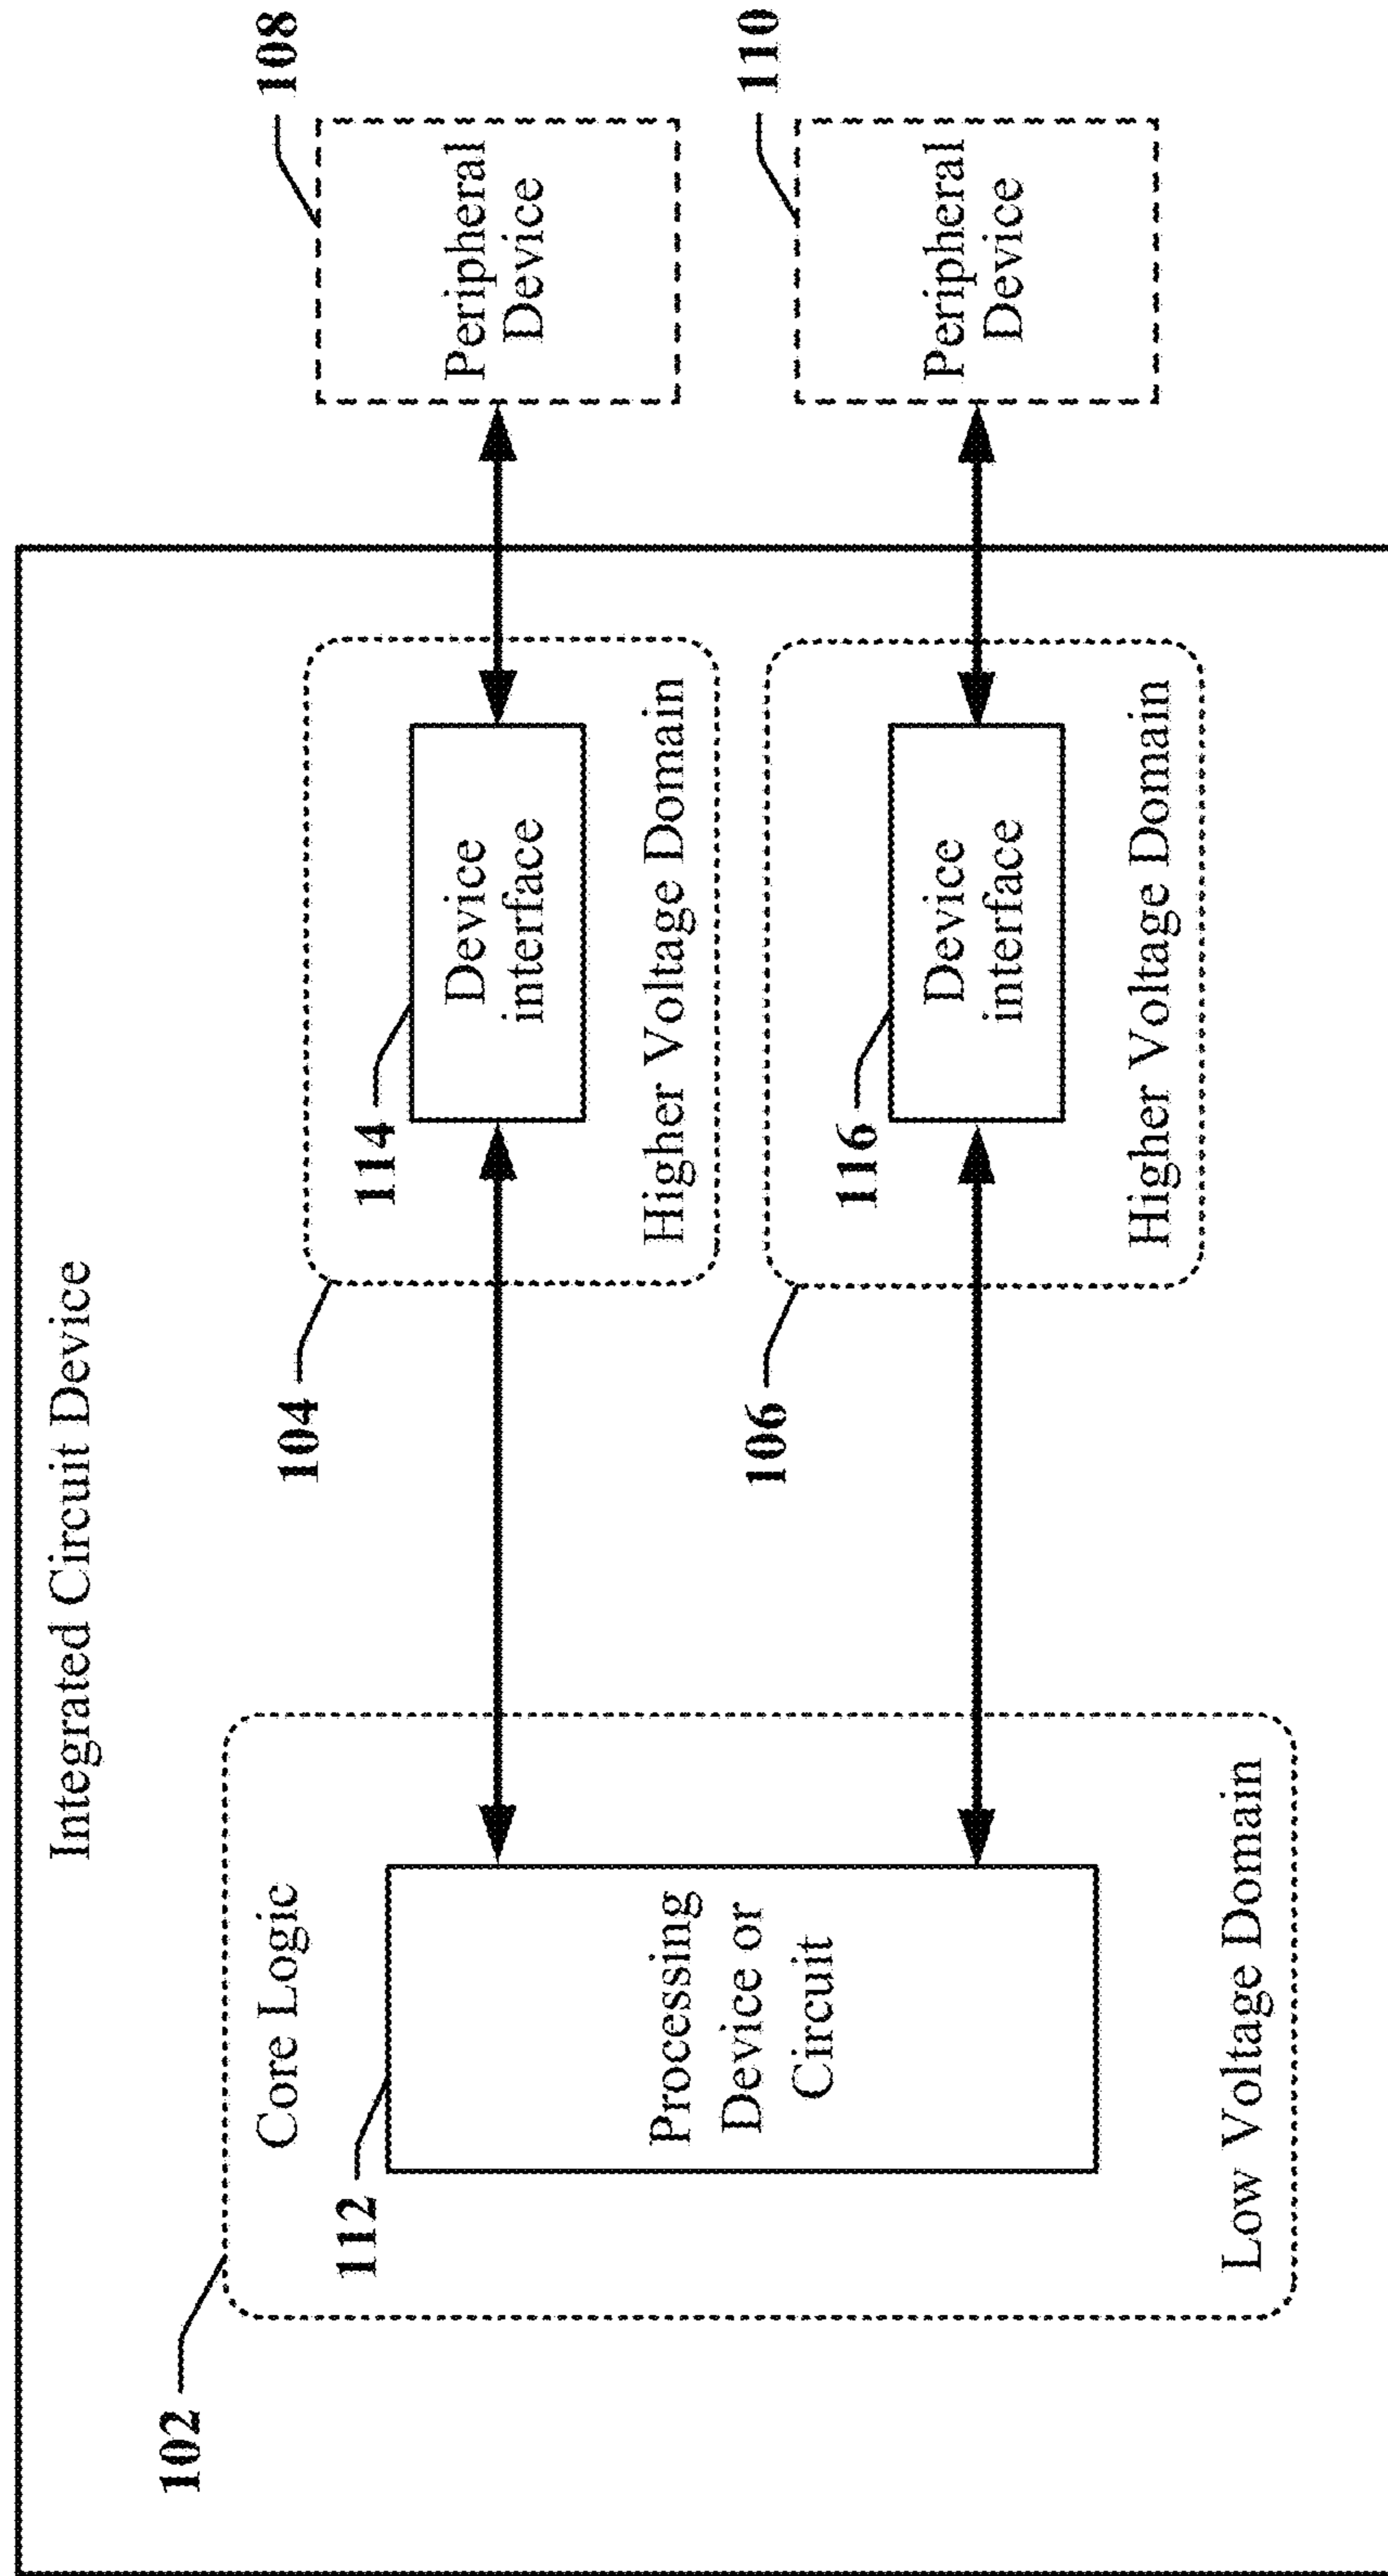 Integrated Circuit Device
102
Core Logic
112
Processing
Device or
Circuit
Low Voltage Domain
104
114
Device
interface
Higher Voltage Domain
106
116
Device
interface
Higher Voltage Domain
108
Peripheral
Device
110
Peripheral
Device